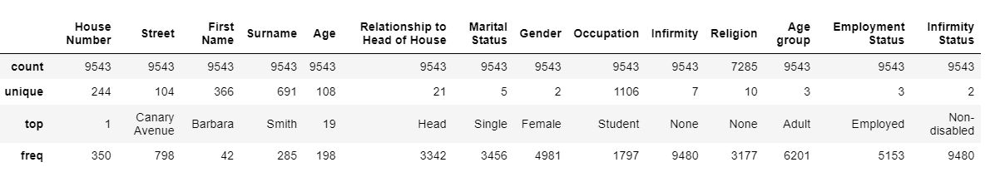 House Number Street First Name Surname Age Relationship to Head of House Marital Status Gender Occupation Infirmity Religion Age group Employment Status Infirmity Status
count 9543 9543 9543 9543 9543 9543 9543 9543 9543 9543 7285 9543 9543 9543
unique 244 104 366 691 108 21 5 2 1106 7 10 3 3 2
top 1 Canary Avenue Barbara Smith 19 Head Single Female Student None None Adult Employed Non-disabled
freq 350 798 42 285 198 3342 3456 4981 1797 9480 3177 6201 5153 9480